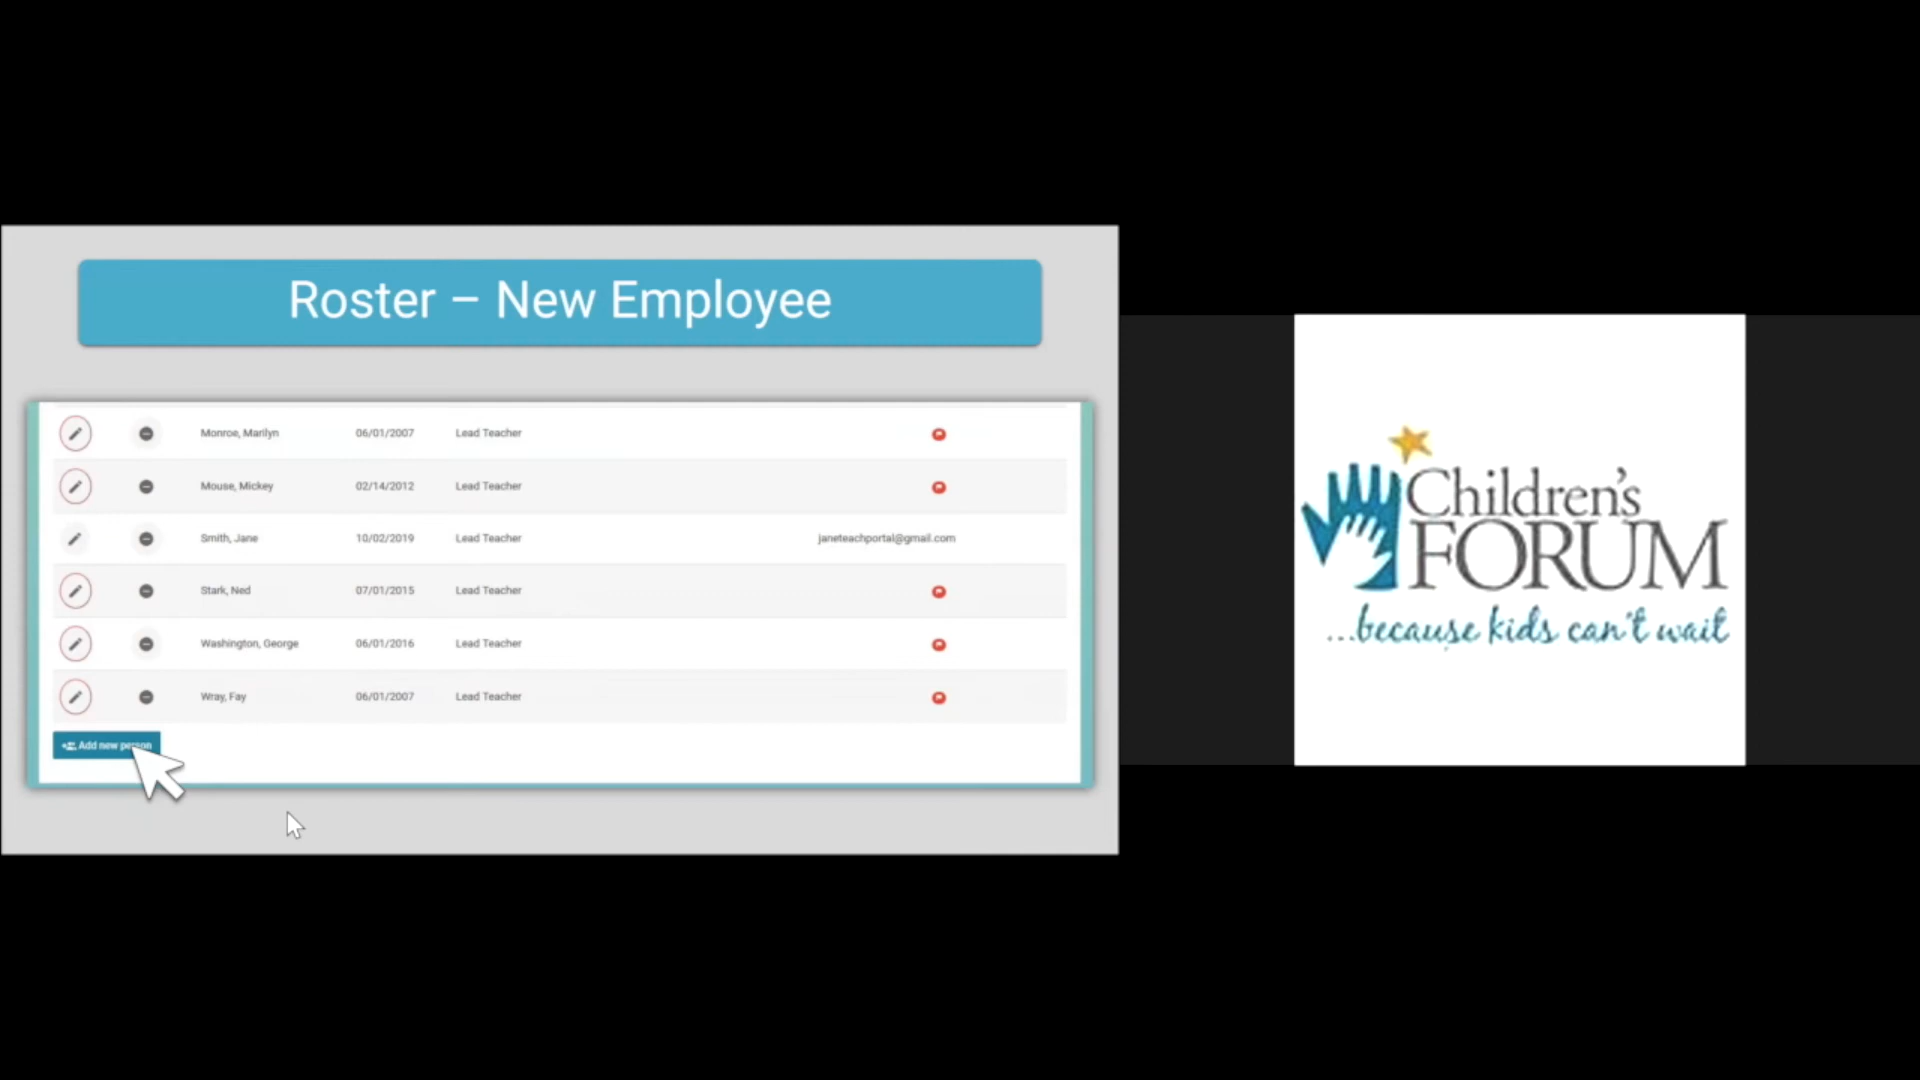 Roster – New Employee
Monroe, Marilyn 06/01/2007 Lead Teacher
Mouse, Mickey 02/14/2012 Lead Teacher
Smith, Jane 10/02/2019 Lead Teacher janeteachportal@gmail.com
Stark, Ned 07/01/2015 Lead Teacher
Washington, George 06/01/2016 Lead Teacher
Wray, Fay 06/01/2007 Lead Teacher
Add new person
Children's
FORUM
...because kids can't wait